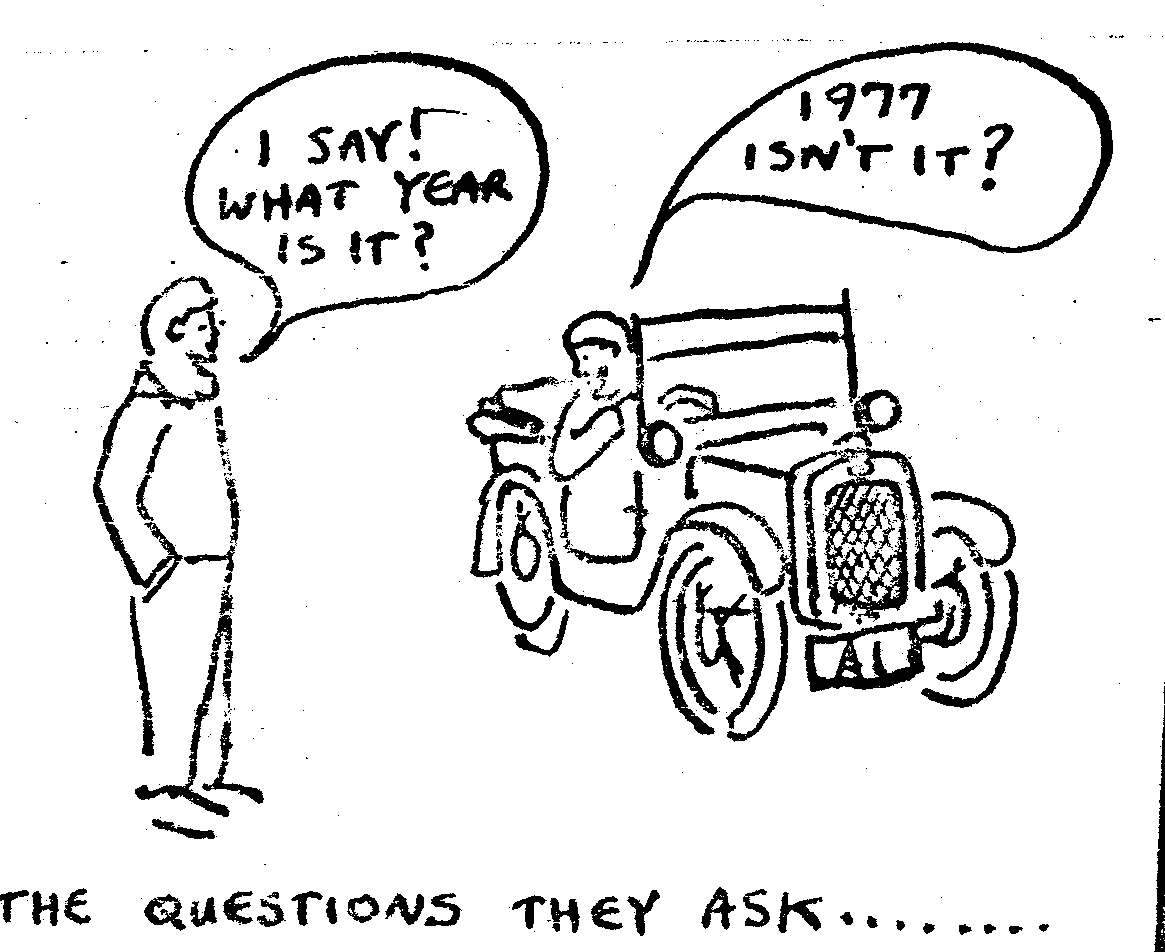 I SAY!
WHAT YEAR
IS IT?
1977
ISN'T IT?
A
THE QUESTIONS THEY ASK.........